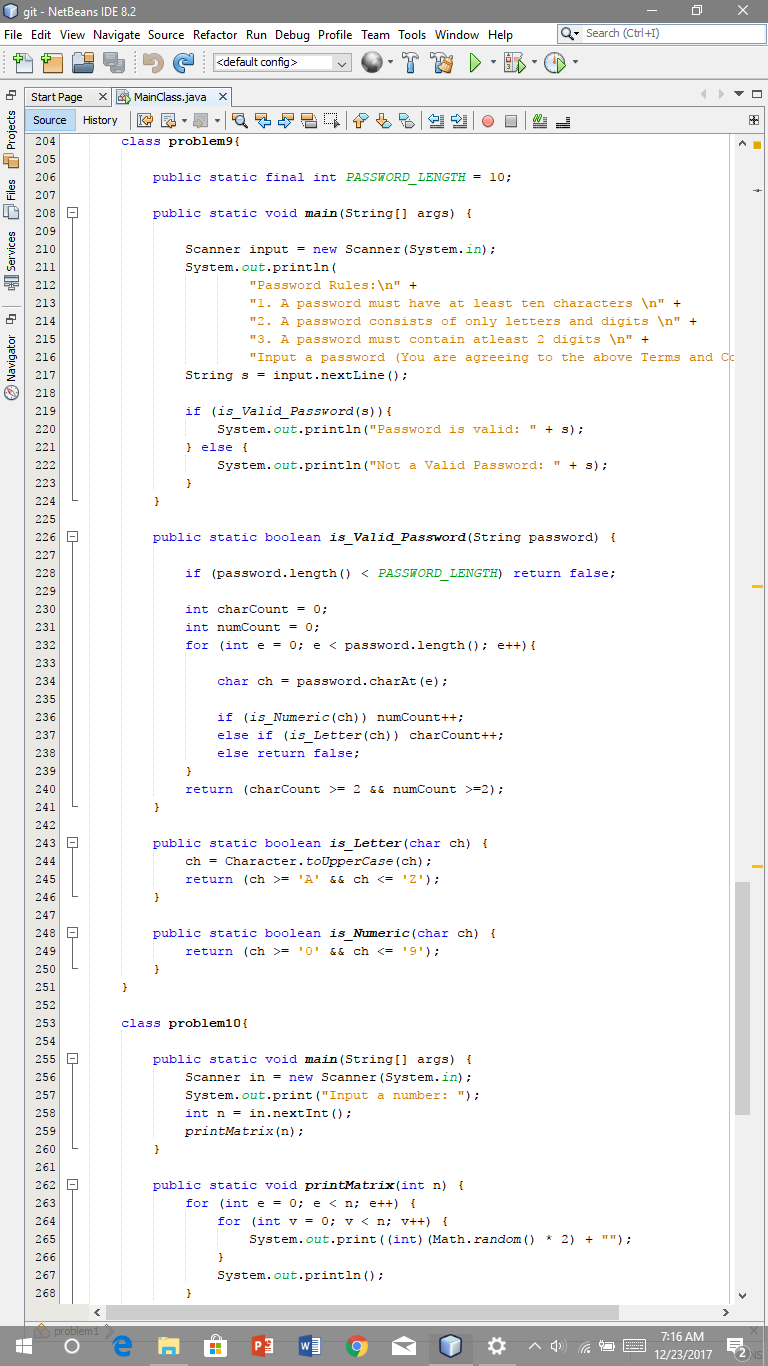 git - NetBeans IDE 8.2
File Edit View Navigate Source Refactor Run Debug Profile Team Tools Window Help
Search (Ctrl+I)
<default config>
Start Page
MainClass.java
Source History
Projects
Files
Services
Navigator
204 class problem9{
205
206 public static final int PASSWORD_LENGTH = 10;
207
208 public static void main(String[] args) {
209
210 Scanner input = new Scanner(System.in);
211 System.out.println(
212 "Password Rules:\n" +
213 "1. A password must have at least ten characters \n" +
214 "2. A password consists of only letters and digits \n" +
215 "3. A password must contain atleast 2 digits \n" +
216 "Input a password (You are agreeing to the above Terms and Co
217 String s = input.nextLine();
218
219 if (is_Valid_Password(s)){
220 System.out.println("Password is valid: " + s);
221 } else {
222 System.out.println("Not a Valid Password: " + s);
223 }
224 }
225
226 public static boolean is_Valid_Password(String password) {
227
228 if (password.length() < PASSWORD_LENGTH) return false;
229
230 int charCount = 0;
231 int numCount = 0;
232 for (int e = 0; e < password.length(); e++){
233
234 char ch = password.charAt(e);
235
236 if (is_Numeric(ch)) numCount++;
237 else if (is_Letter(ch)) charCount++;
238 else return false;
239 }
240 return (charCount >= 2 && numCount >=2);
241 }
242
243 public static boolean is_Letter(char ch) {
244 ch = Character.toUpperCase(ch);
245 return (ch >= 'A' && ch <= 'Z');
246 }
247
248 public static boolean is_Numeric(char ch) {
249 return (ch >= '0' && ch <= '9');
250 }
251 }
252
253 class problem10{
254
255 public static void main(String[] args) {
256 Scanner in = new Scanner(System.in);
257 System.out.print("Input a number: ");
258 int n = in.nextInt();
259 printMatrix(n);
260 }
261
262 public static void printMatrix(int n) {
263 for (int e = 0; e < n; e++) {
264 for (int v = 0; v < n; v++) {
265 System.out.print((int)(Math.random() * 2) + "");
266 }
267 System.out.println();
268 }
problem1
7:16 AM
12/23/2017
2
INS